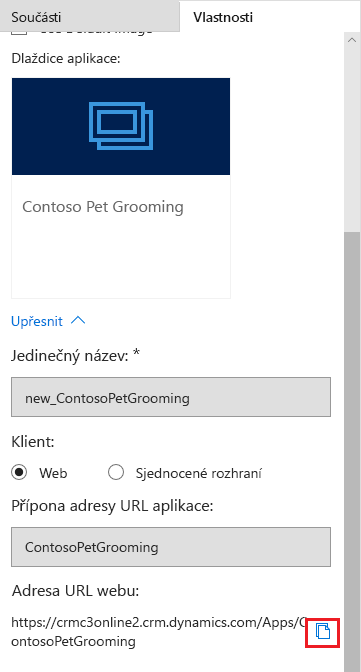 Součásti
Vlastnosti
Dlaždice aplikace:
Contoso Pet Grooming
Upřesnit
Jedinečný název: *
new_ContosoPetGrooming
Klient:
Web
Sjednocené rozhraní
Přípona adresy URL aplikace:
ContosoPetGrooming
Adresa URL webu:
https://crmc3online2.crm.dynamics.com/Apps/C
ontosoPetGrooming